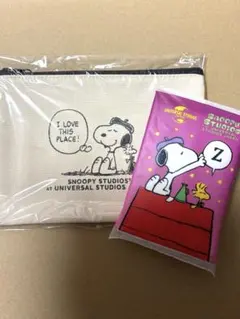 I LOVE
THIS
PLACE!
SNOOPY STUDIOS
AT UNIVERSAL STUDIOS
SNOOPY
STUDIOS
Z